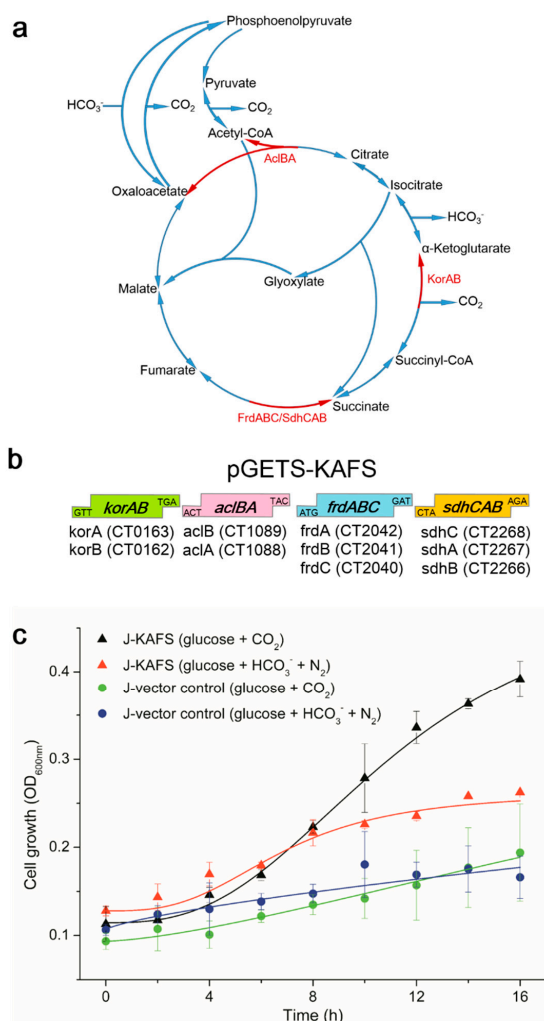 a
Phosphoenolpyruvate
Pyruvate
HCO₃⁻
CO₂
CO₂
Acetyl-CoA
AclBA
Citrate
Oxaloacetate
Isocitrate
HCO₃⁻
α-Ketoglutarate
KorAB
Glyoxylate
Malate
CO₂
Succinyl-CoA
Fumarate
Succinate
FrdABC/SdhCAB
b
pGETS-KAFS
GTT korAB TGA ACT aclBA TAC ATG frdABC GAT CTA sdhCAB AGA
korA (CT0163) aclB (CT1089) frdA (CT2042) sdhC (CT2268)
korB (CT0162) aclA (CT1088) frdB (CT2041) sdhA (CT2267)
frdC (CT2040) sdhB (CT2266)
c
J-KAFS (glucose + CO₂)
J-KAFS (glucose + HCO₃⁻ + N₂)
J-vector control (glucose + CO₂)
J-vector control (glucose + HCO₃⁻ + N₂)
Cell growth (OD₆₀₀ₙₘ)
0.4
0.3
0.2
0.1
0 4 8 12 16
Time (h)